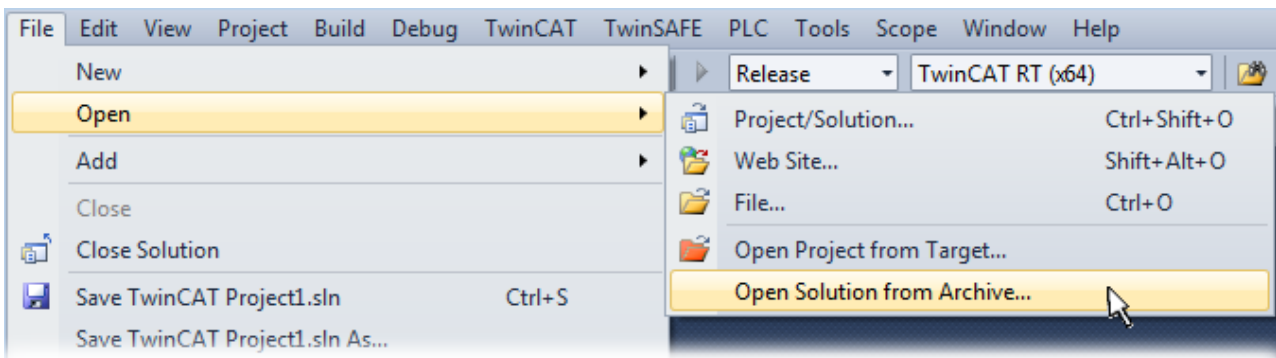 File Edit View Project Build Debug TwinCAT TwinSAFE PLC Tools Scope Window Help
New
Release TwinCAT RT (x64)
Open
Add
Close
Close Solution
Save TwinCAT Project1.sln Ctrl+S
Save TwinCAT Project1.sln As...
Project/Solution... Ctrl+Shift+O
Web Site... Shift+Alt+O
File... Ctrl+O
Open Project from Target...
Open Solution from Archive...